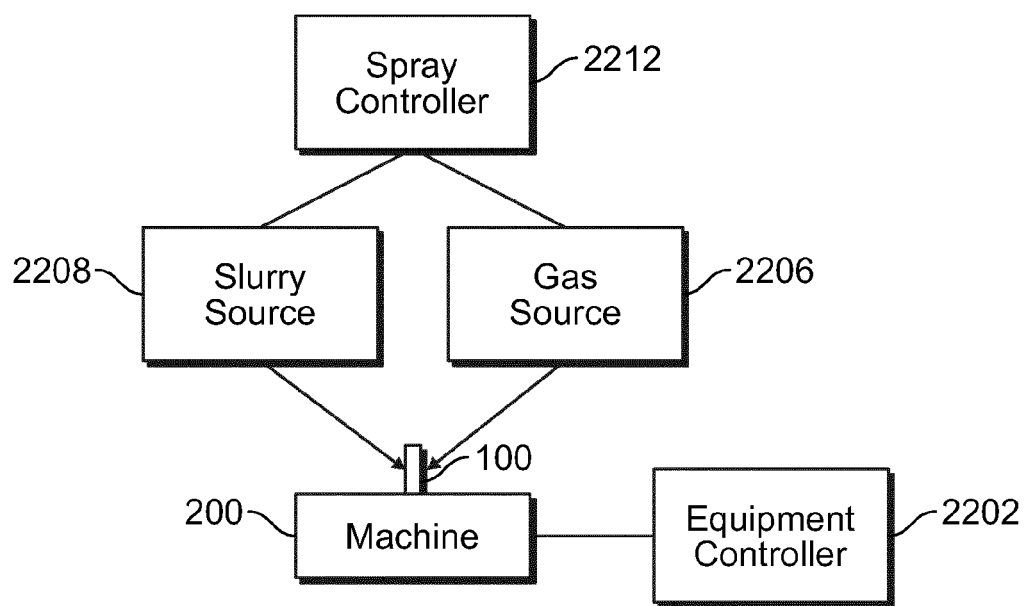 Spray
Controller
2212
2208
Slurry
Source
Gas
Source
2206
100
200
Machine
Equipment
Controller
2202